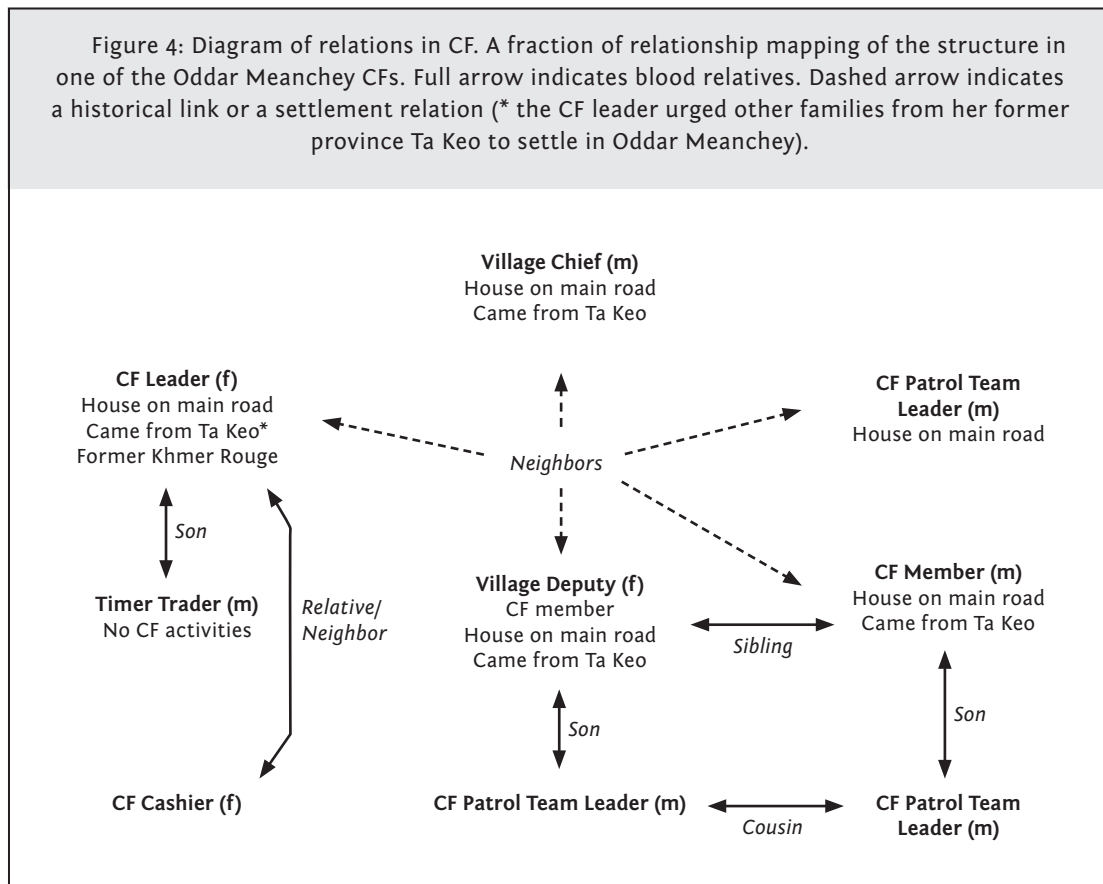 Figure 4: Diagram of relations in CF. A fraction of relationship mapping of the structure in
one of the Oddar Meanchey CFs. Full arrow indicates blood relatives. Dashed arrow indicates
a historical link or a settlement relation (* the CF leader urged other families from her former
province Ta Keo to settle in Oddar Meanchey).
Village Chief (m)
House on main road
Came from Ta Keo
CF Leader (f)
House on main road
Came from Ta Keo*
Former Khmer Rouge
CF Patrol Team
Leader (m)
House on main road
Neighbors
Son
Timer Trader (m)
No CF activities
Relative/
Neighbor
Village Deputy (f)
CF member
House on main road
Came from Ta Keo
Sibling
CF Member (m)
House on main road
Came from Ta Keo
Son
Son
CF Cashier (f)
CF Patrol Team Leader (m)
Cousin
CF Patrol Team
Leader (m)